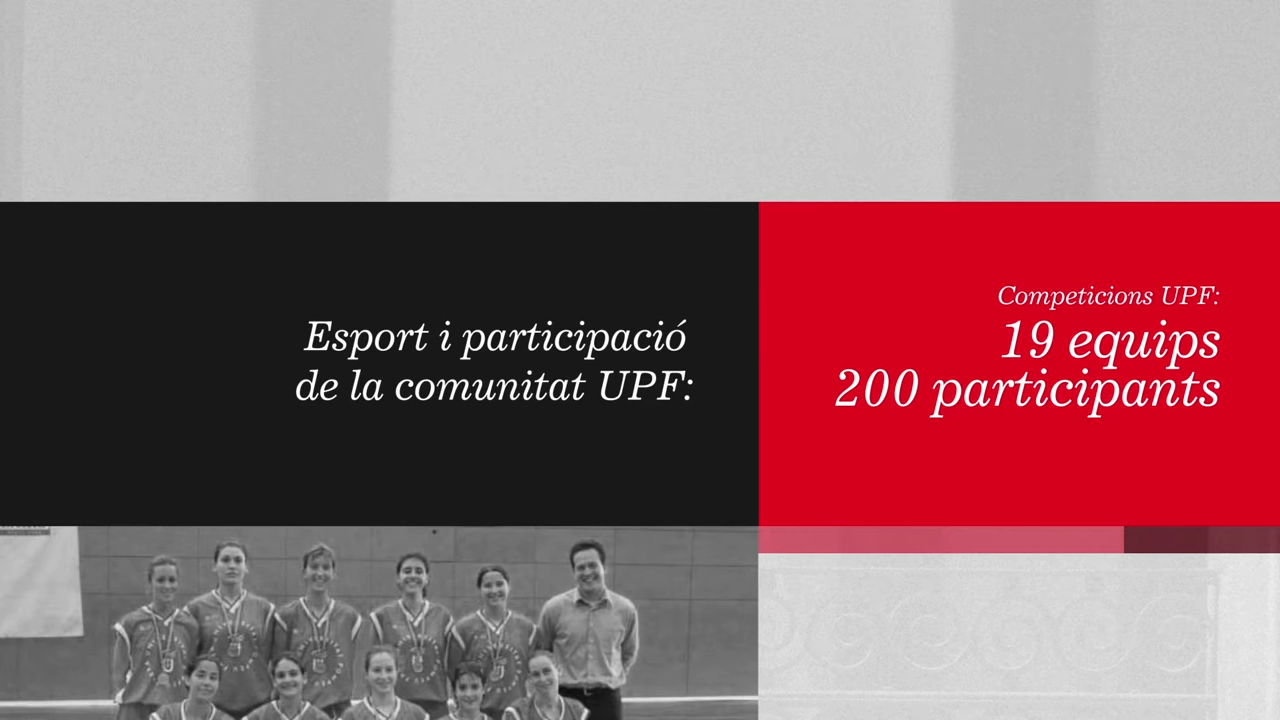 Esport i participació
de la comunitat UPF:
Competicions UPF:
19 equips
200 participants